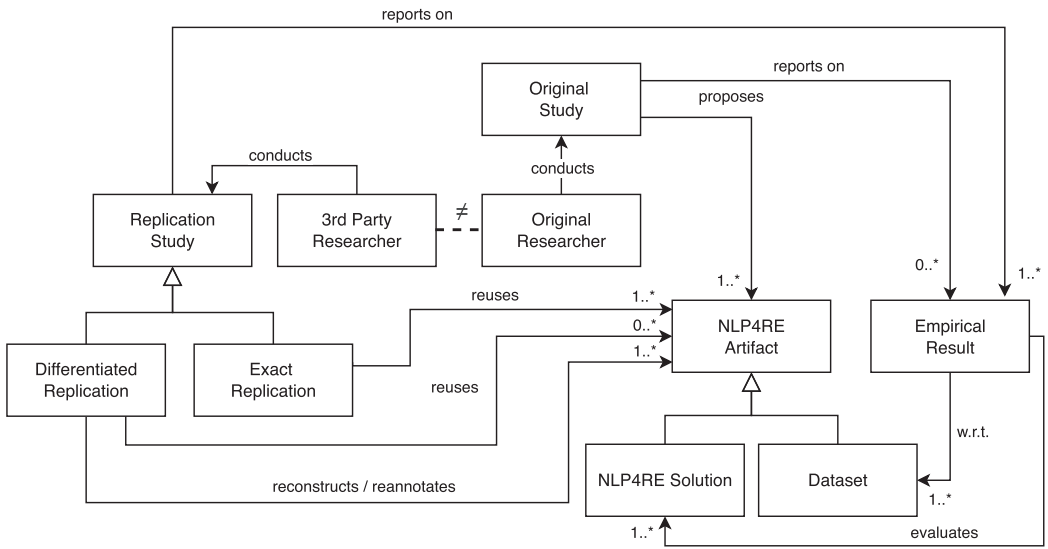 reports on
Original
Study
reports on
proposes
conducts
conducts
Replication
Study
3rd Party
Researcher
≠
Original
Researcher
0..*
1..*
1..*
reuses
1..*
0..*
1..*
NLP4RE
Artifact
Empirical
Result
Differentiated
Replication
Exact
Replication
reuses
w.r.t.
NLP4RE Solution
Dataset
reconstructs / reannotates
1..*
1..*
evaluates